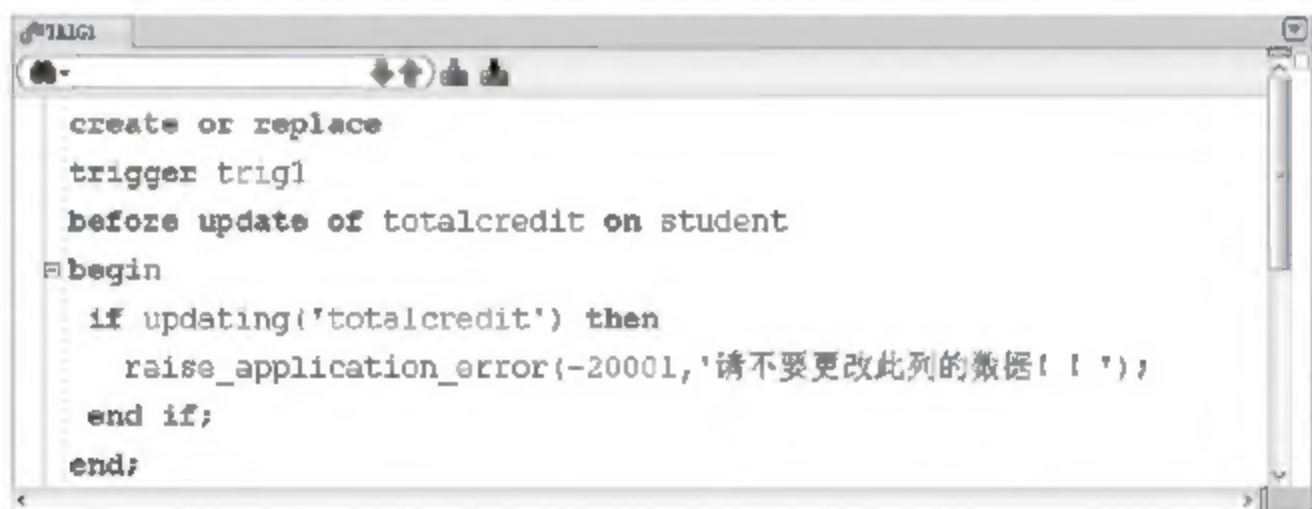 TRIG1
create or replace
trigger trig1
before update of totalcredit on student
begin
if updating('totalcredit') then
raise_application_error(-20001,'请不要更改此列的数据！！');
end if;
end;